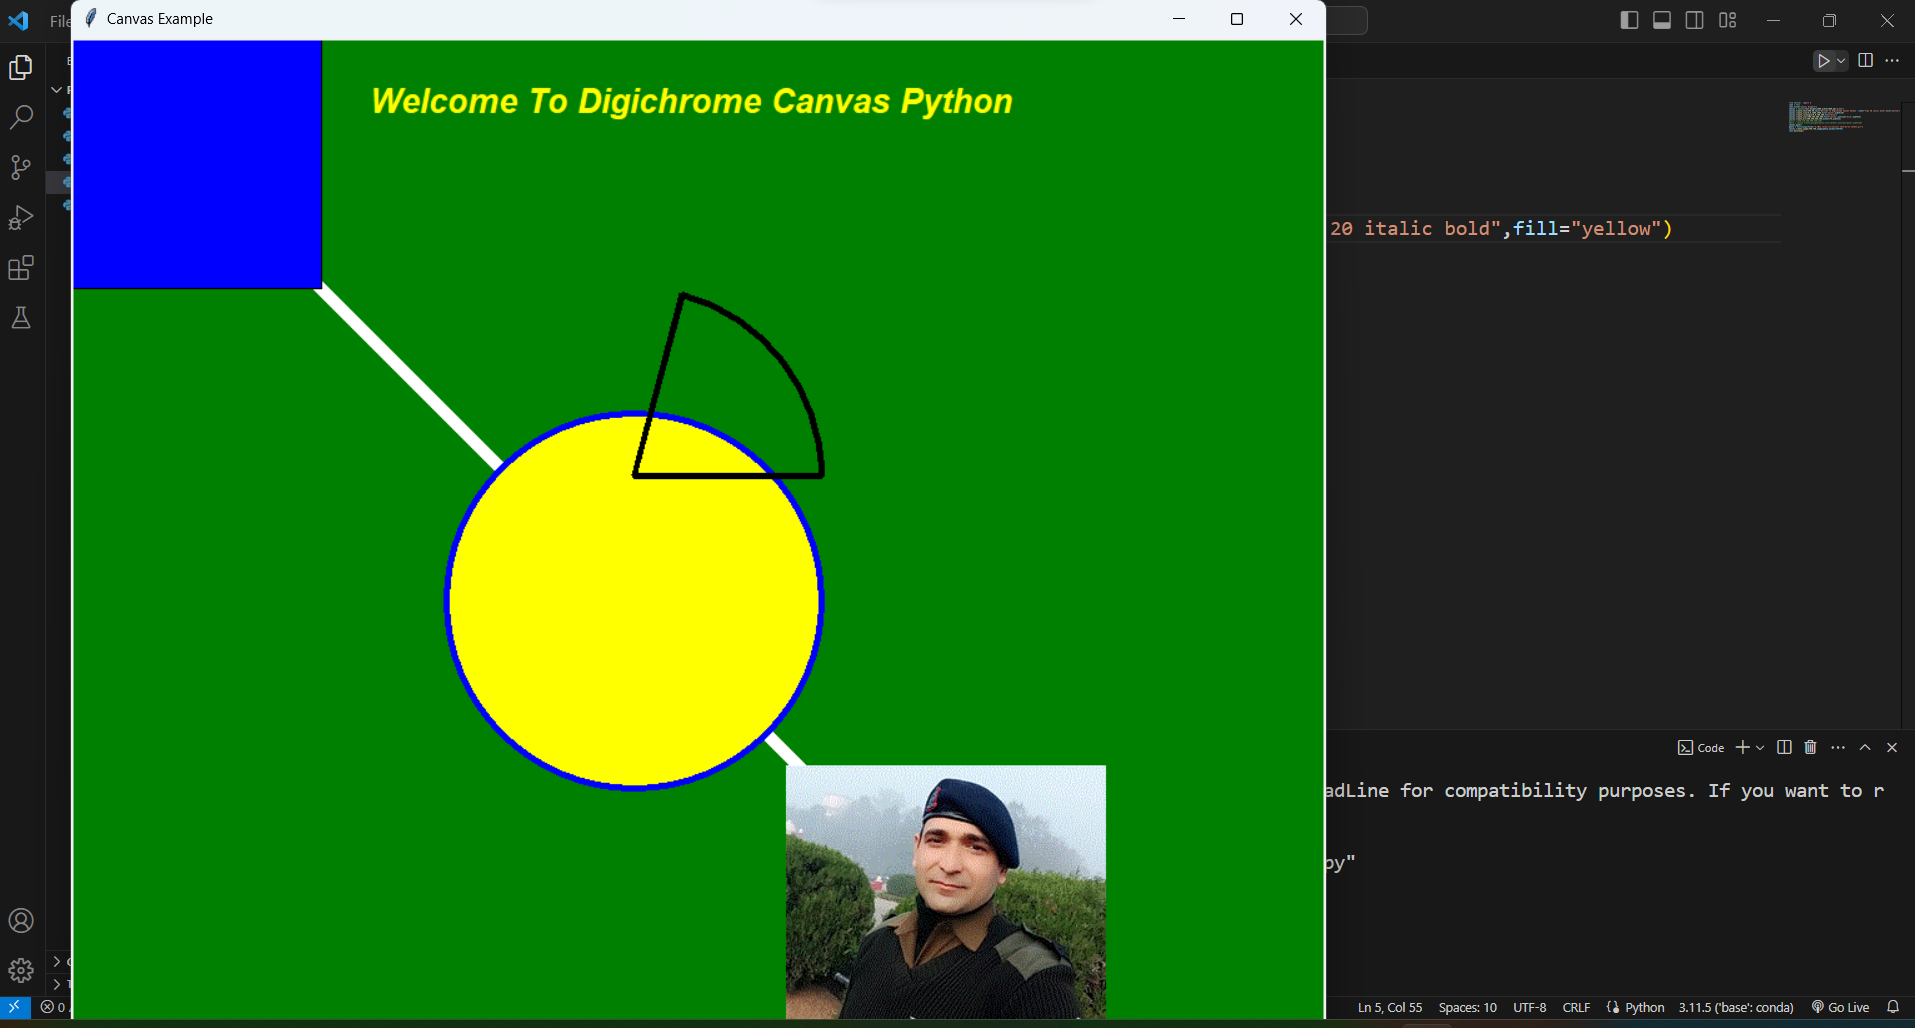 File
Canvas Example
Welcome To Digichrome Canvas Python
20 italic bold",fill="yellow")
Code
adLine for compatibility purposes. If you want to r
py"
0
Ln 5, Col 55
Spaces: 10
UTF-8
CRLF
Python
3.11.5 ('base': conda)
Go Live